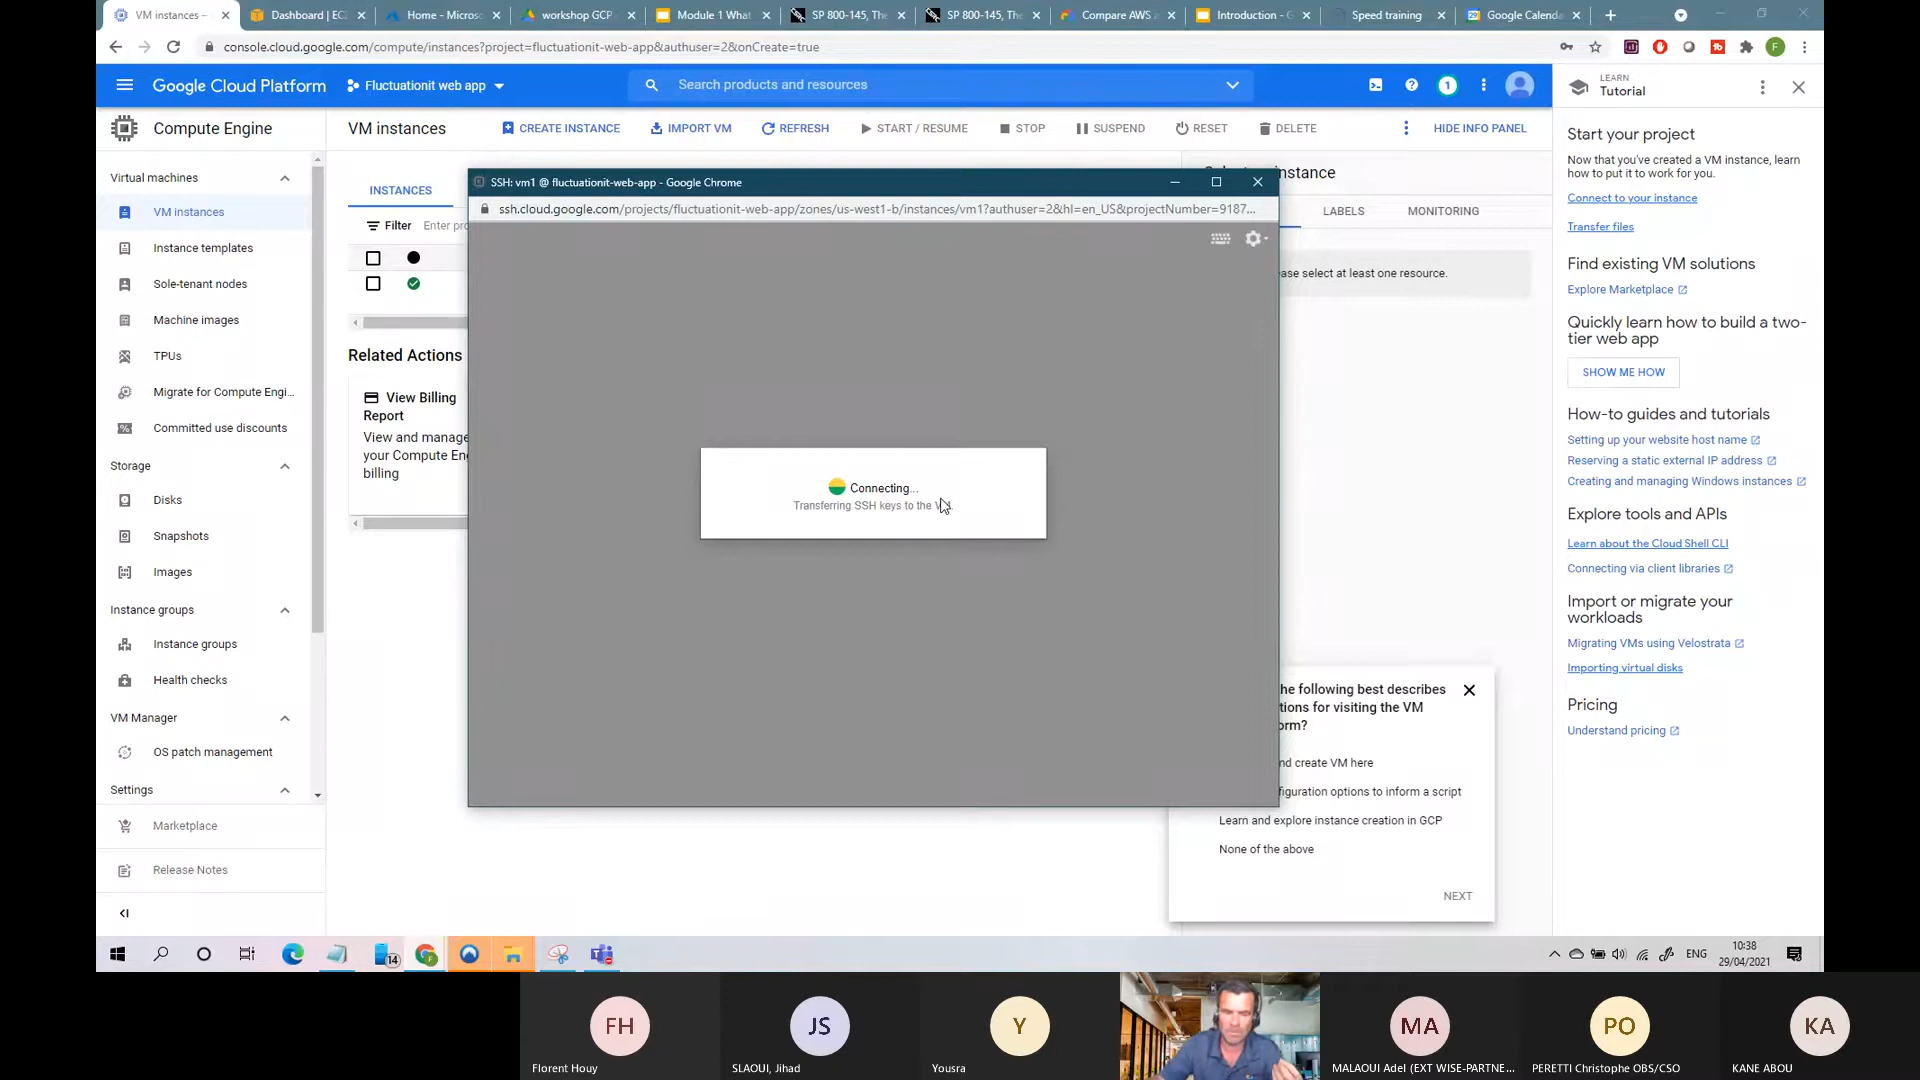 VM instances –
Dashboard | EC
Home - Micros
workshop GCP
Module 1 What
SP 800-145, The
SP 800-145, The
Compare AWS a
Introduction - G
Speed training
Google Calenda
console.cloud.google.com/compute/instances?project=fluctuationit-web-app&authuser=2&onCreate=true
F
Google Cloud Platform
Fluctuationit web app
Search products and resources
1
LEARN
Tutorial
Compute Engine
VM instances
CREATE INSTANCE
IMPORT VM
REFRESH
START / RESUME
STOP
SUSPEND
RESET
DELETE
HIDE INFO PANEL
Virtual machines
VM instances
Instance templates
Sole-tenant nodes
Machine images
TPUs
Migrate for Compute Engi...
Committed use discounts
Storage
Disks
Snapshots
Images
Instance groups
Instance groups
Health checks
VM Manager
OS patch management
Settings
Marketplace
Release Notes
INSTANCES
Filter
Enter pro
Related Actions
View Billing
Report
View and manage
your Compute En
billing
SSH: vm1 @ fluctuationit-web-app - Google Chrome
ssh.cloud.google.com/projects/fluctuationit-web-app/zones/us-west1-b/instances/vm1?authuser=2&hl=en_US&projectNumber=9187...
Connecting...
Transferring SSH keys to the
instance
LABELS
MONITORING
ase select at least one resource.
he following best describes
tions for visiting the VM
orm?
nd create VM here
figuration options to inform a script
Learn and explore instance creation in GCP
None of the above
NEXT
Start your project
Now that you've created a VM instance, learn
how to put it to work for you.
Connect to your instance
Transfer files
Find existing VM solutions
Explore Marketplace
Quickly learn how to build a two-
tier web app
SHOW ME HOW
How-to guides and tutorials
Setting up your website host name
Reserving a static external IP address
Creating and managing Windows instances
Explore tools and APIs
Learn about the Cloud Shell CLI
Connecting via client libraries
Import or migrate your
workloads
Migrating VMs using Velostrata
Importing virtual disks
Pricing
Understand pricing
14
ENG
10:38
29/04/2021
FH
JS
Y
MA
PO
KA
Florent Houy
SLAOUI, Jihad
Yousra
MALAOUI Adel (EXT WISE-PARTNE...
PERETTI Christophe OBS/CSO
KANE ABOU